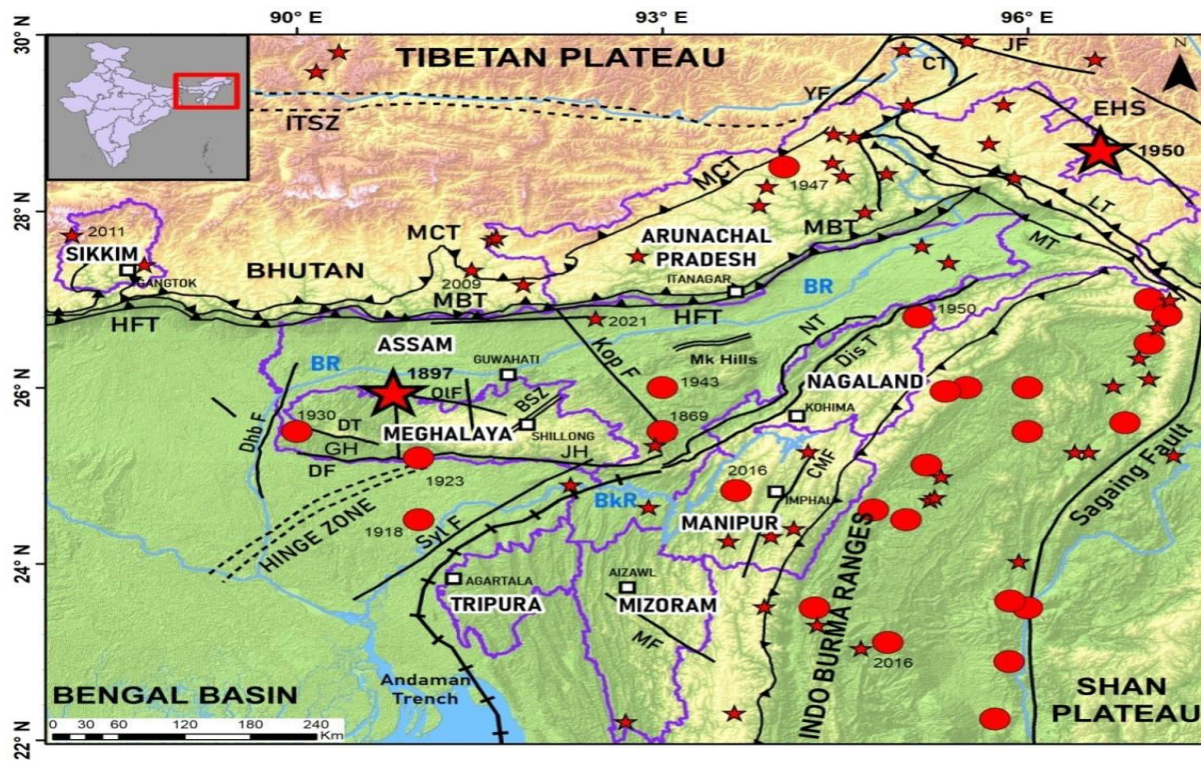 90° E 93° E 96° E
30° N
28° N
26° N
24° N
22° N
TIBETAN PLATEAU
JF
N
CT
YF
EHS
ITSZ
1950
MCT
1947
LT
2011
MCT
ARUNACHAL
PRADESH
MBT
MT
SIKKIM
GANGTOK
BHUTAN
2009
MBT
ITANAGAR
BR
HFT
HFT
2021
1950
ASSAM
Kop F
NT
Dis T
BR
GUWAHATI
Mk Hills
1897
OlF
BSZ
1943
NAGALAND
1930
DT
Dhb F
MEGHALAYA
SHILLONG
1869
KOHIMA
GH
JH
DF
1923
2016
CMF
IMPHAL
HINGE ZONE
1918
Syl F
BkR
MANIPUR
Sagaing Fault
AGARTALA
TRIPURA
AIZAWL
MIZORAM
MF
INDO BURMA RANGES
2016
Andaman
Trench
BENGAL BASIN
SHAN
PLATEAU
0 30 60 120 180 240
Km